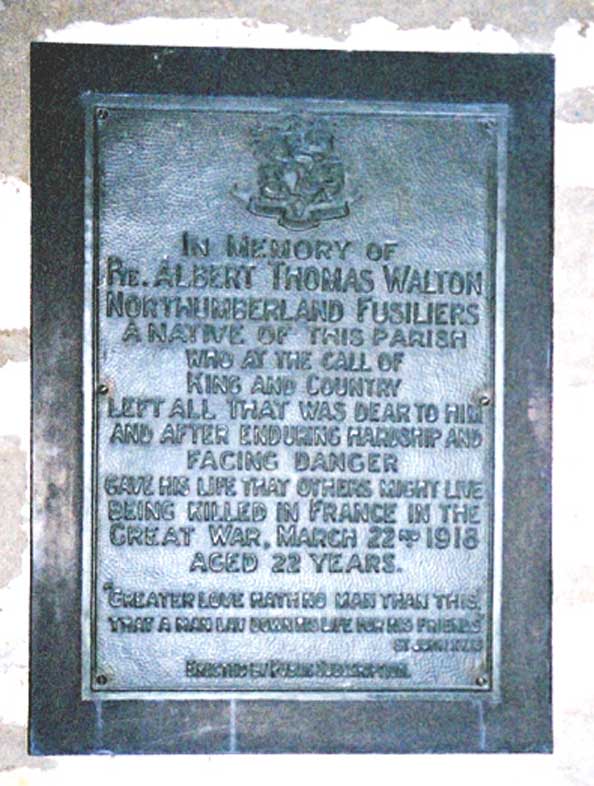 IN MEMORY OF
PTE. ALBERT THOMAS WALTON
NORTHUMBERLAND FUSILIERS
A NATIVE OF THIS PARISH
WHO AT THE CALL OF
KING AND COUNTRY
LEFT ALL THAT WAS DEAR TO HIM
AND AFTER ENDURING HARDSHIP AND
FACING DANGER
GAVE HIS LIFE THAT OTHERS MIGHT LIVE
BEING KILLED IN FRANCE IN THE
GREAT WAR, MARCH 22ND 1918
AGED 22 YEARS.
"GREATER LOVE HATH NO MAN THAN THIS,
THAT A MAN LAY DOWN HIS LIFE FOR HIS FRIENDS"
ST JOHN
ERECTED BY PUBLIC SUBSCRIPTION.